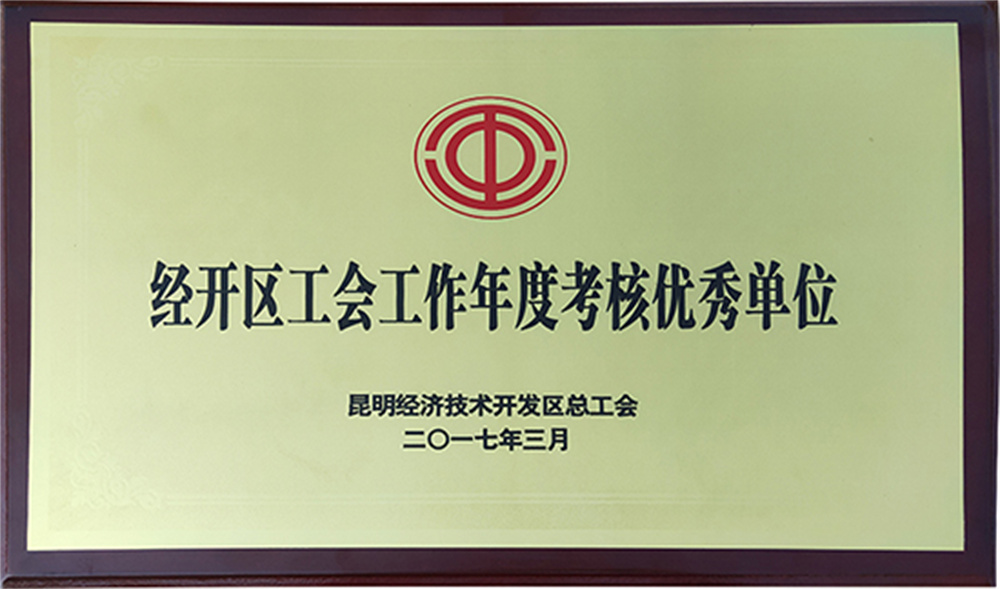 经开区工会工作年度考核优秀单位
昆明经济技术开发区总工会
二〇一七年三月